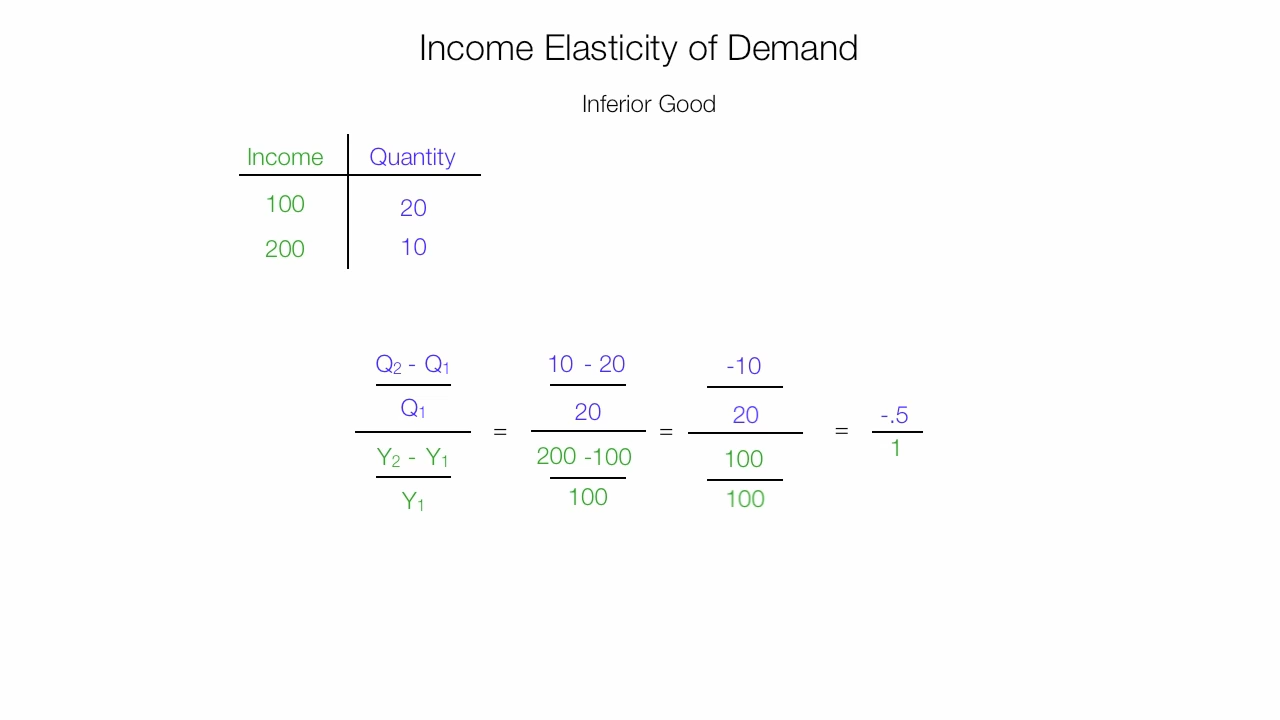 Income Elasticity of Demand
Inferior Good
Income Quantity
100 20
200 10
Q₂ - Q₁ 10 - 20 -10
Q₁ 20 20 -.5
= = =
Y₂ - Y₁ 200 -100 100 1
Y₁ 100 100